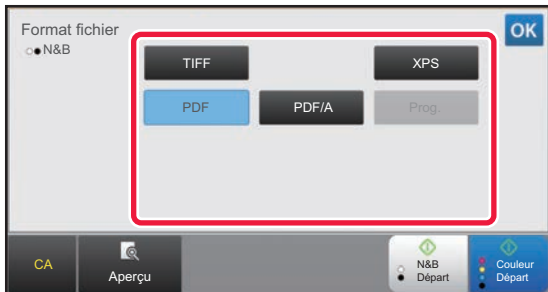 Format fichier
OK
N&B
TIFF
XPS
PDF
PDF/A
Prog.
CA
Aperçu
N&B
Départ
Couleur
Départ